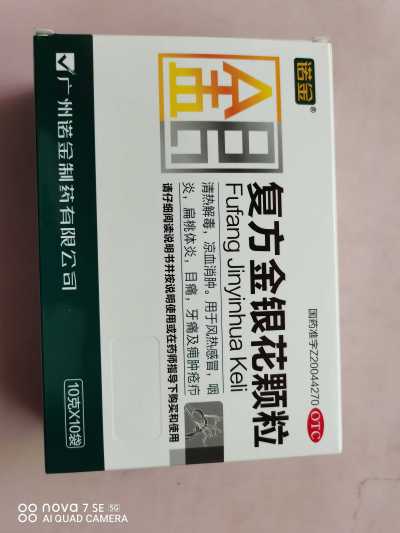 诺金®
国药准字Z20044270
OTC
复方金银花颗粒
Fufang Jinyinhua Keli
清热解毒，凉血消肿。用于风热感冒，咽
炎，扁桃体炎，目痛，牙痛及痈肿疮疖
请仔细阅读说明书并按说明使用或在药师指导下购买和使用
10克X10袋
广州诺金制药有限公司
nova 7 SE 5G
AI QUAD CAMERA